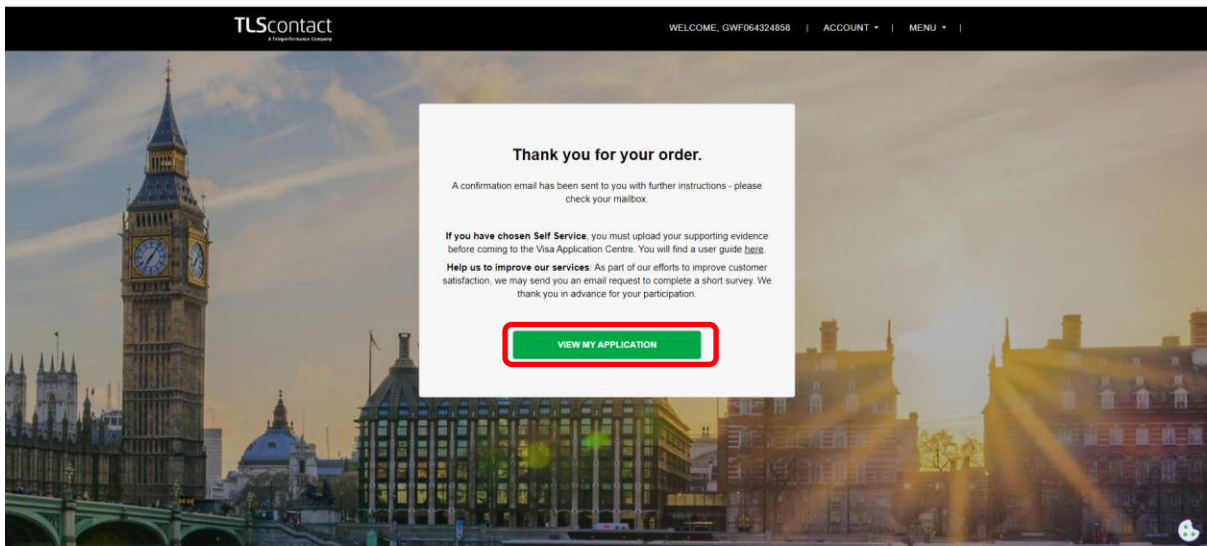 TLScontact
A Teleperformance Company
WELCOME, GWF064324858 | ACCOUNT | MENU |
Thank you for your order.
A confirmation email has been sent to you with further instructions - please
check your mailbox.
If you have chosen Self Service, you must upload your supporting evidence
before coming to the Visa Application Centre. You will find a user guide here.
Help us to improve our services: As part of our efforts to improve customer
satisfaction, we may send you an email request to complete a short survey. We
thank you in advance for your participation.
VIEW MY APPLICATION